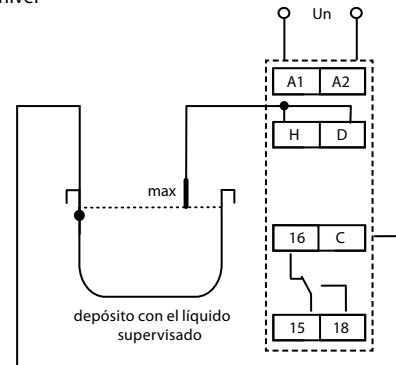 nivel
Un
A1 A2
H D
max
16 C
depósito con el líquido
supervisado
15 18